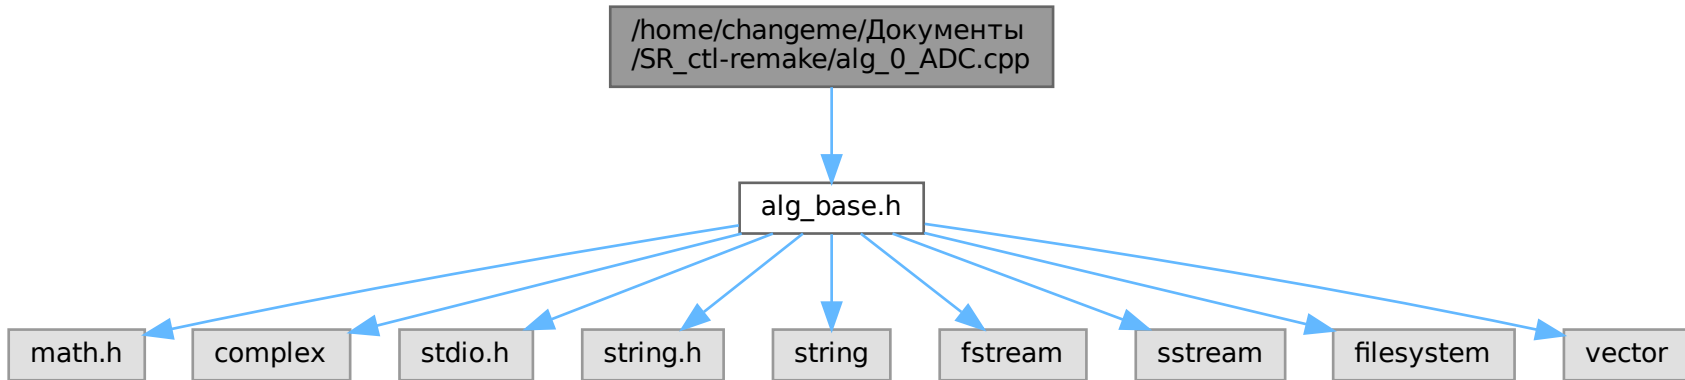 /home/changeme/Документы
/SR_ctl-remake/alg_0_ADC.cpp
alg_base.h
math.h
complex
stdio.h
string.h
string
fstream
sstream
filesystem
vector